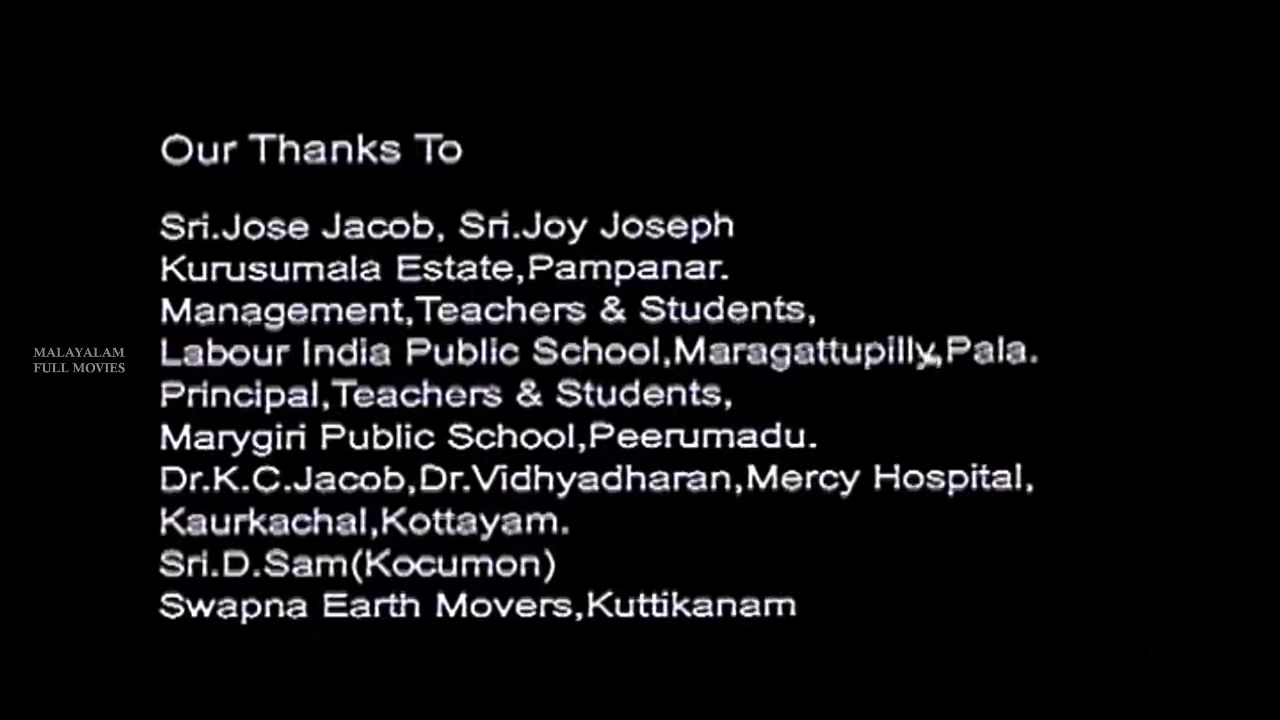 Our Thanks To
Sri.Jose Jacob, Sri.Joy Joseph
Kurusumala Estate,Pampanar.
Management,Teachers & Students,
Labour India Public School,Maragattupilly,Pala.
Principal,Teachers & Students,
Marygiri Public School,Peerumadu.
Dr.K.C.Jacob,Dr.Vidhyadharan,Mercy Hospital,
Kaurkachal,Kottayam.
Sri.D.Sam(Kocumon)
Swapna Earth Movers,Kuttikanam
MALAYALAM
FULL MOVIES